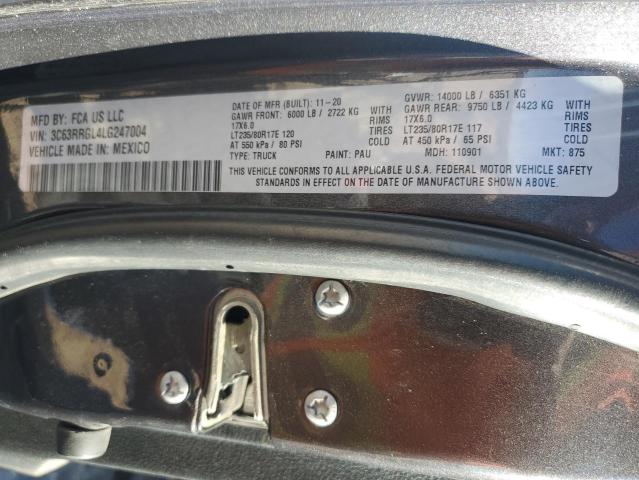 MFD BY: FCA US LLC
VIN: 3C63RRGL4LG247004
VEHICLE MADE IN: MEXICO
DATE OF MFR (BUILT): 11-20
GAWR FRONT: 6000 LB / 2722 KG
17X6.0 RIMS
LT235/80R17E 120 TIRES
AT 550 kPa / 80 PSI COLD
TYPE: TRUCK PAINT: PAU
GVWR: 14000 LB / 6351 KG
GAWR REAR: 9750 LB / 4423 KG
17X6.0 RIMS
LT235/80R17E 117 TIRES
AT 450 kPa / 65 PSI COLD
MDH: 110901 MKT: 875
THIS VEHICLE CONFORMS TO ALL APPLICABLE U.S.A. FEDERAL MOTOR VEHICLE SAFETY
STANDARDS IN EFFECT ON THE DATE OF MANUFACTURE SHOWN ABOVE.